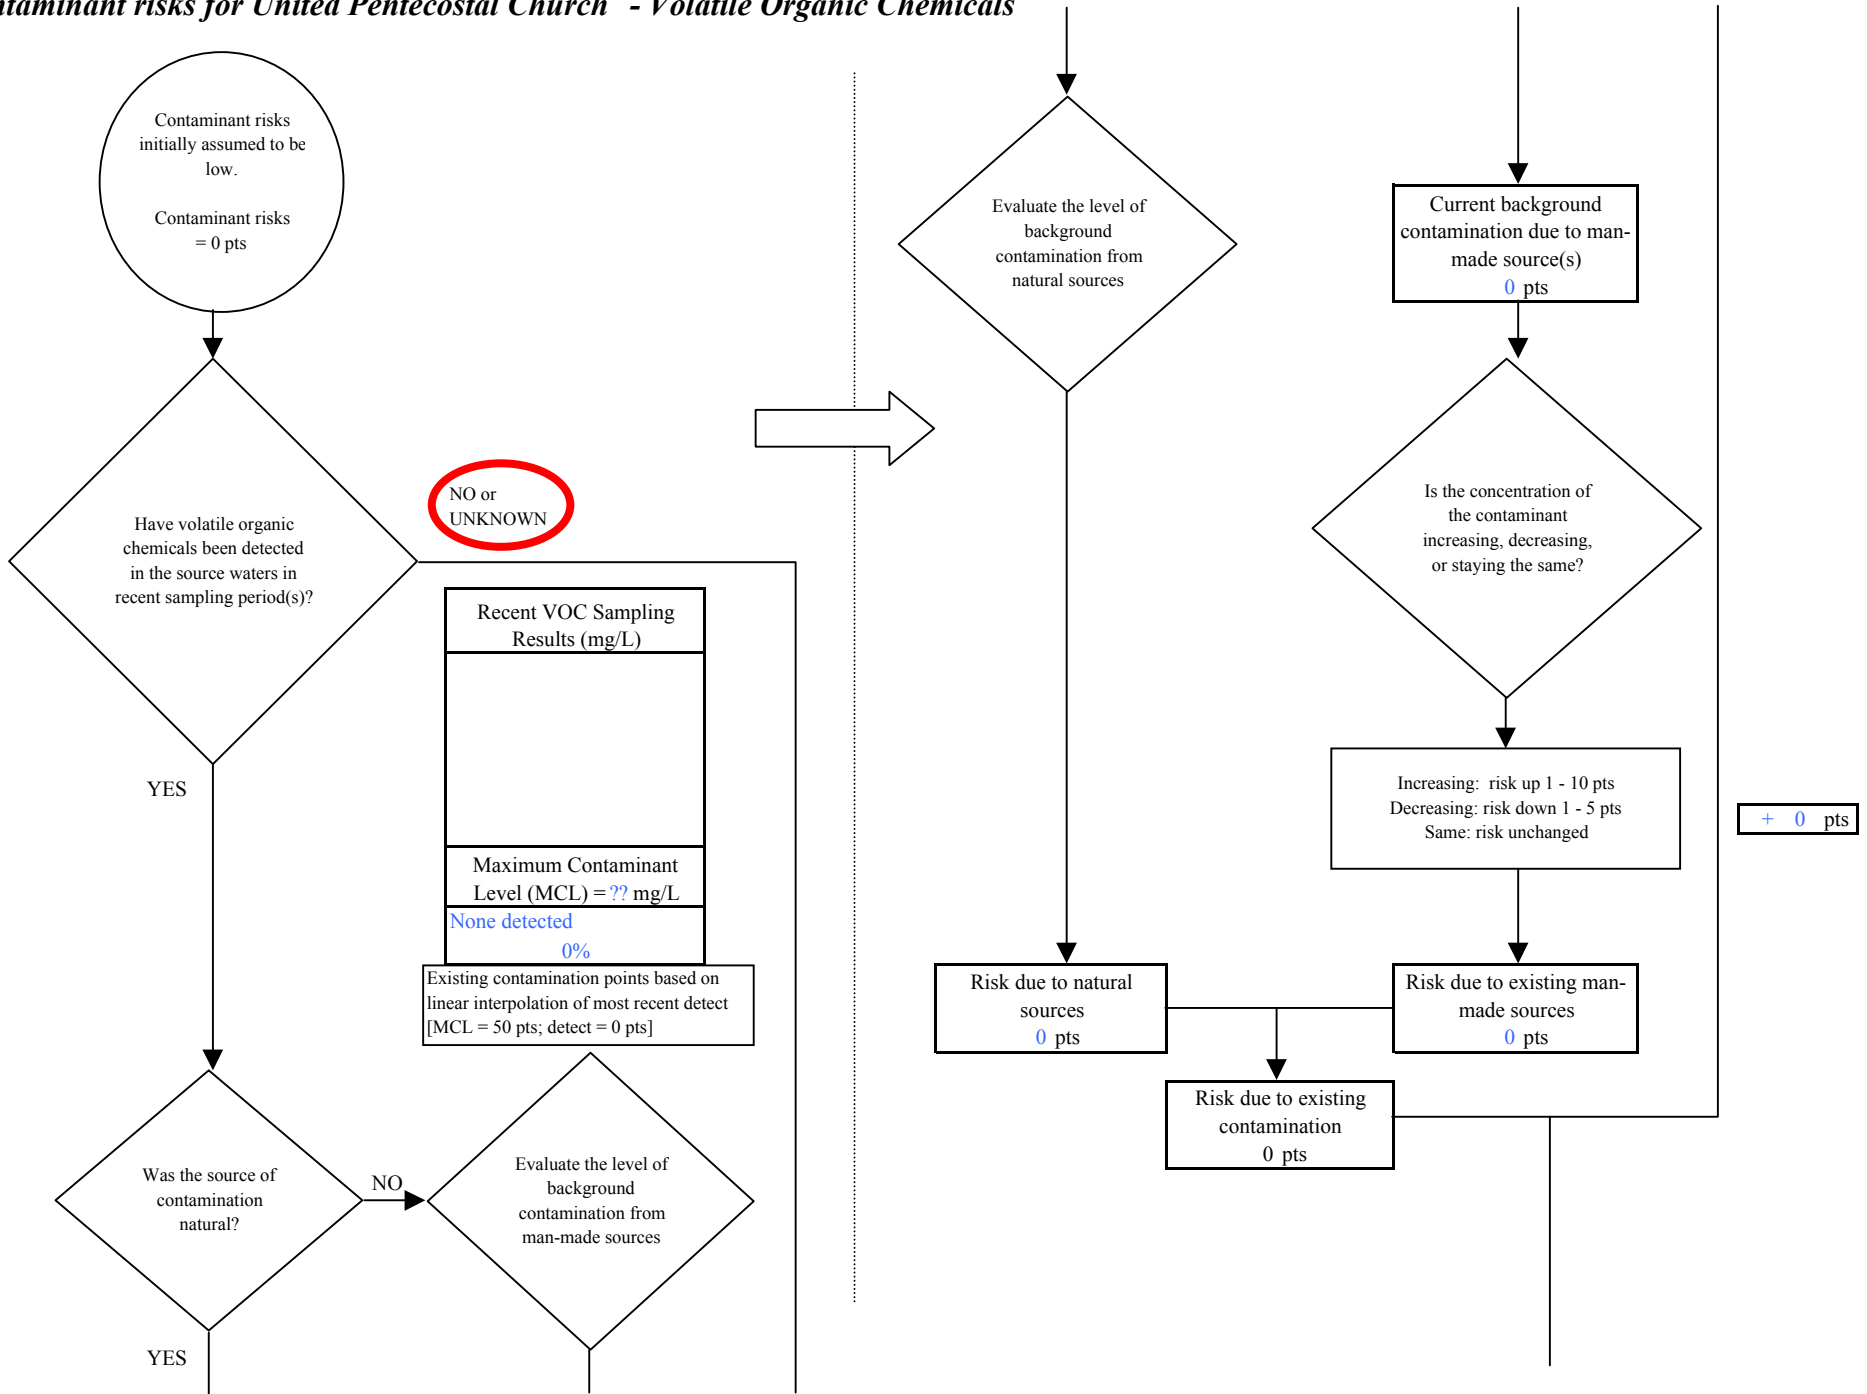 ntaminant risks for United Pentecostal Church - Volatile Organic Chemicals
Contaminant risks
initially assumed to be
low.
Contaminant risks
= 0 pts
Have volatile organic
chemicals been detected
in the source waters in
recent sampling period(s)?
NO or
UNKNOWN
YES
Recent VOC Sampling
Results (mg/L)
Maximum Contaminant
Level (MCL) = ?? mg/L
None detected
0%
Existing contamination points based on
linear interpolation of most recent detect
[MCL = 50 pts; detect = 0 pts]
Was the source of
contamination
natural?
NO
YES
Evaluate the level of
background
contamination from
man-made sources
Evaluate the level of
background
contamination from
natural sources
Current background
contamination due to man-
made source(s)
0 pts
Is the concentration of
the contaminant
increasing, decreasing,
or staying the same?
Increasing: risk up 1 - 10 pts
Decreasing: risk down 1 - 5 pts
Same: risk unchanged
+ 0 pts
Risk due to natural
sources
0 pts
Risk due to existing man-
made sources
0 pts
Risk due to existing
contamination
0 pts